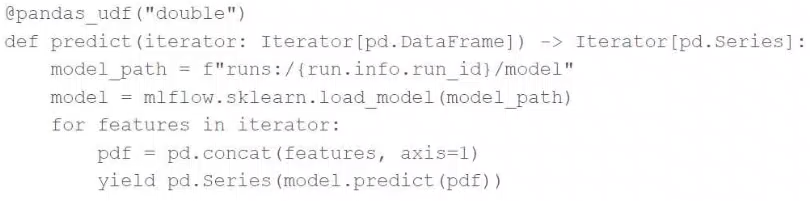 @pandas_udf("double")
def predict(iterator: Iterator[pd.DataFrame]) -> Iterator[pd.Series]:
    model_path = f"runs:/{run.info.run_id}/model"
    model = mlflow.sklearn.load_model(model_path)
    for features in iterator:
        pdf = pd.concat(features, axis=1)
        yield pd.Series(model.predict(pdf))